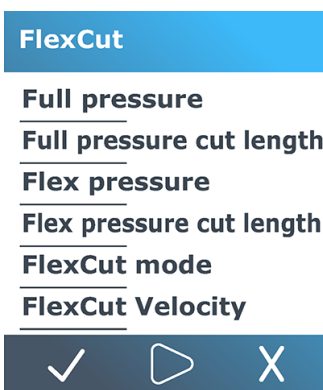 FlexCut
Full pressure
Full pressure cut length
Flex pressure
Flex pressure cut length
FlexCut mode
FlexCut Velocity